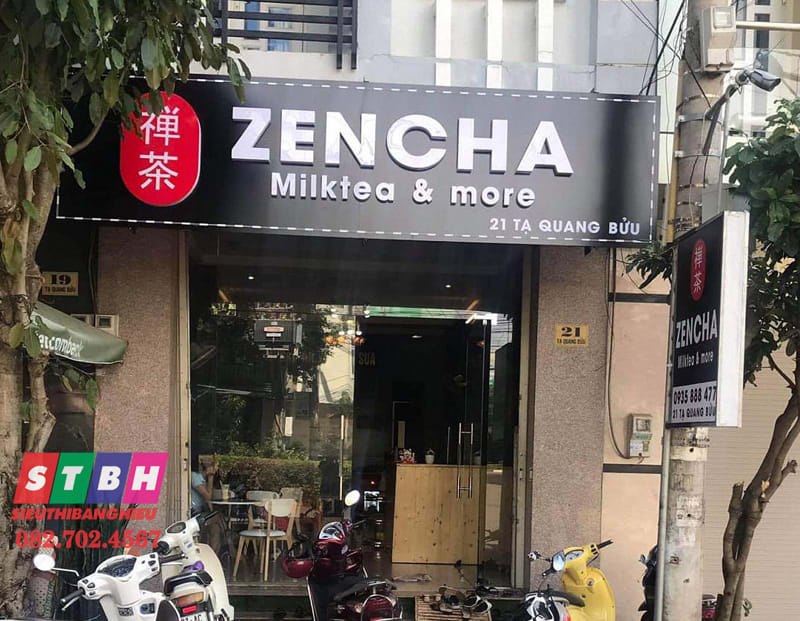 禅
茶
ZENCHA
Milktea & more
21 TẠ QUANG BỬU
19
TẠ QUANG BỬU
21
TẠ QUANG BỬU
SUA
禅
茶
ZENCHA
Milktea & more
0935 888 477
21 TẠ QUANG BỬU
STBH
SIEUTHIBANGHIEU
082.702.4567